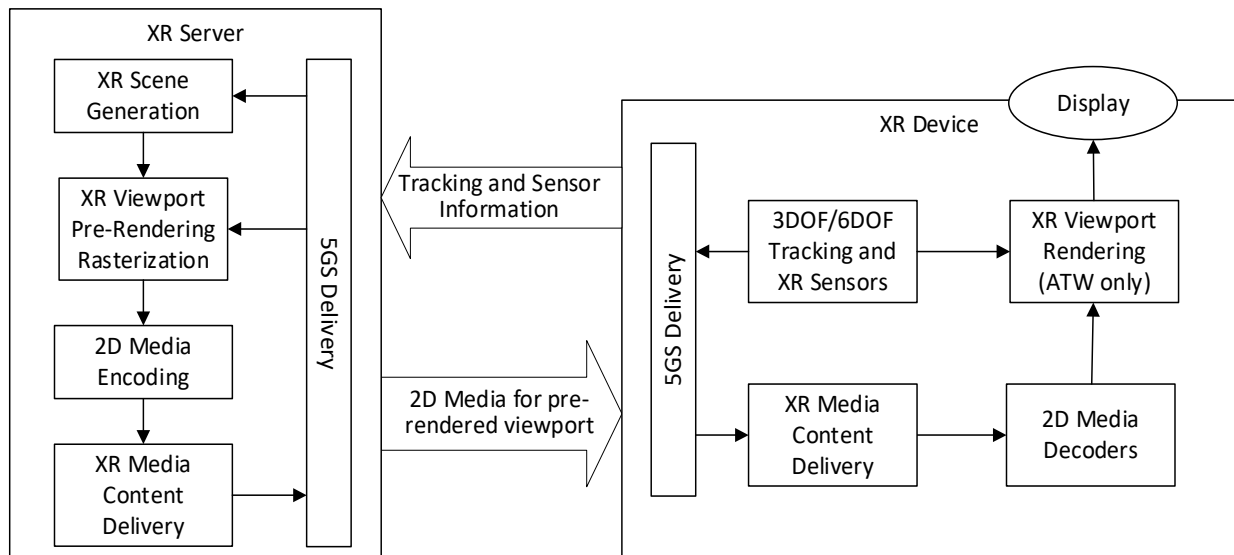 XR Server
XR Scene
Generation
XR Viewport
Pre-Rendering
Rasterization
2D Media
Encoding
XR Media
Content
Delivery
5GS Delivery
Tracking and Sensor
Information
2D Media for pre-
rendered viewport
Display
XR Device
5GS Delivery
3DOF/6DOF
Tracking and
XR Sensors
XR Viewport
Rendering
(ATW only)
XR Media
Content
Delivery
2D Media
Decoders